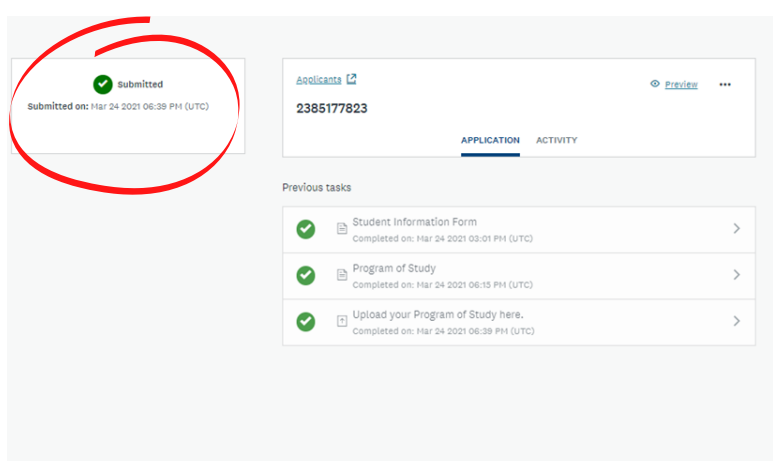 Submitted
Submitted on: Mar 24 2021 06:39 PM (UTC)
Applicants
Preview
2385177823
APPLICATION ACTIVITY
Previous tasks
Student Information Form
Completed on: Mar 24 2021 03:01 PM (UTC)
Program of Study
Completed on: Mar 24 2021 06:15 PM (UTC)
Upload your Program of Study here.
Completed on: Mar 24 2021 06:39 PM (UTC)